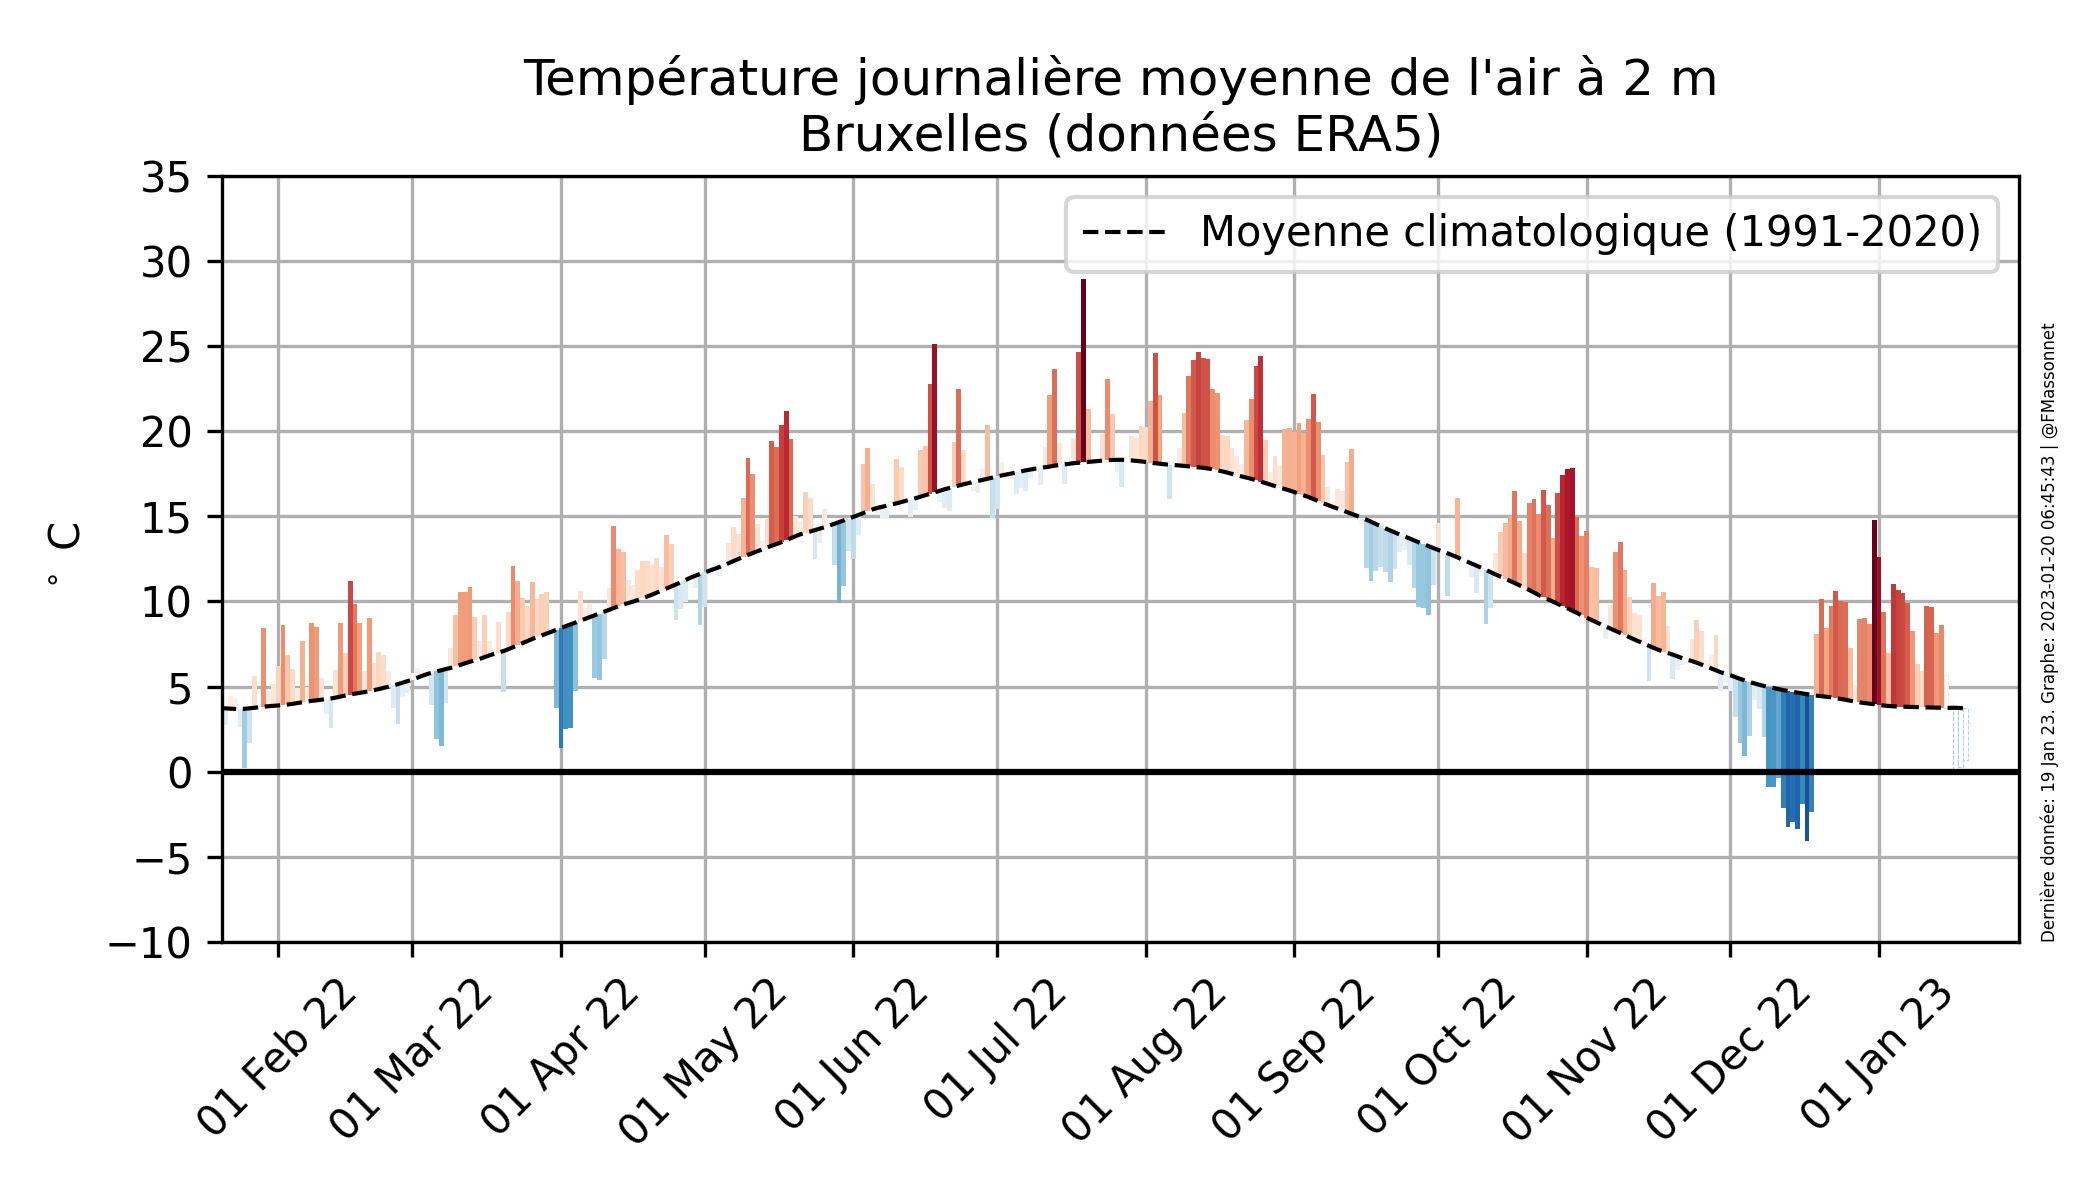 Température journalière moyenne de l'air à 2 m
Bruxelles (données ERA5)
Moyenne climatologique (1991-2020)
35
30
25
20
15
10
5
0
−5
−10
° C
01 Feb 22
01 Mar 22
01 Apr 22
01 May 22
01 Jun 22
01 Jul 22
01 Aug 22
01 Sep 22
01 Oct 22
01 Nov 22
01 Dec 22
01 Jan 23
Dernière donnée: 19 Jan 23. Graphe: 2023-01-20 06:45:43 | @FMassonnet